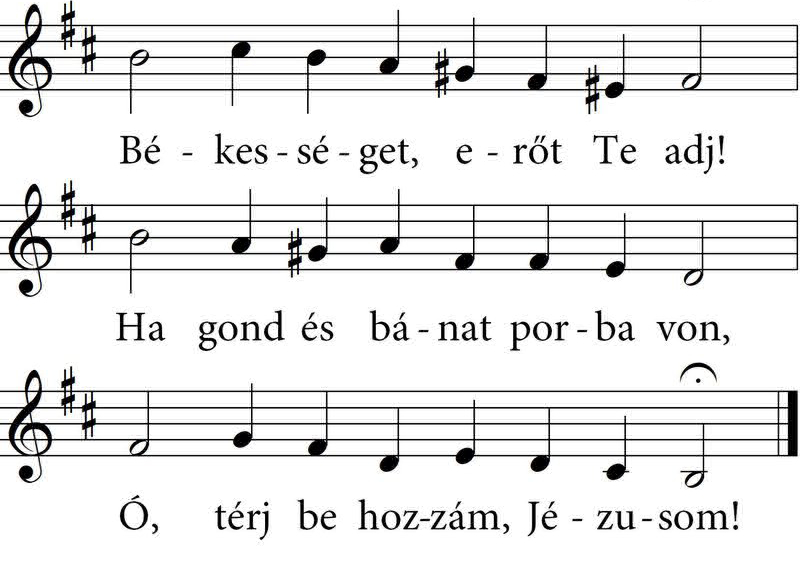 Bé - kes - sé - get, e - rőt Te adj!
Ha gond és bá - nat por - ba von,
Ó, térj be hoz-zám, Jé - zu - som!